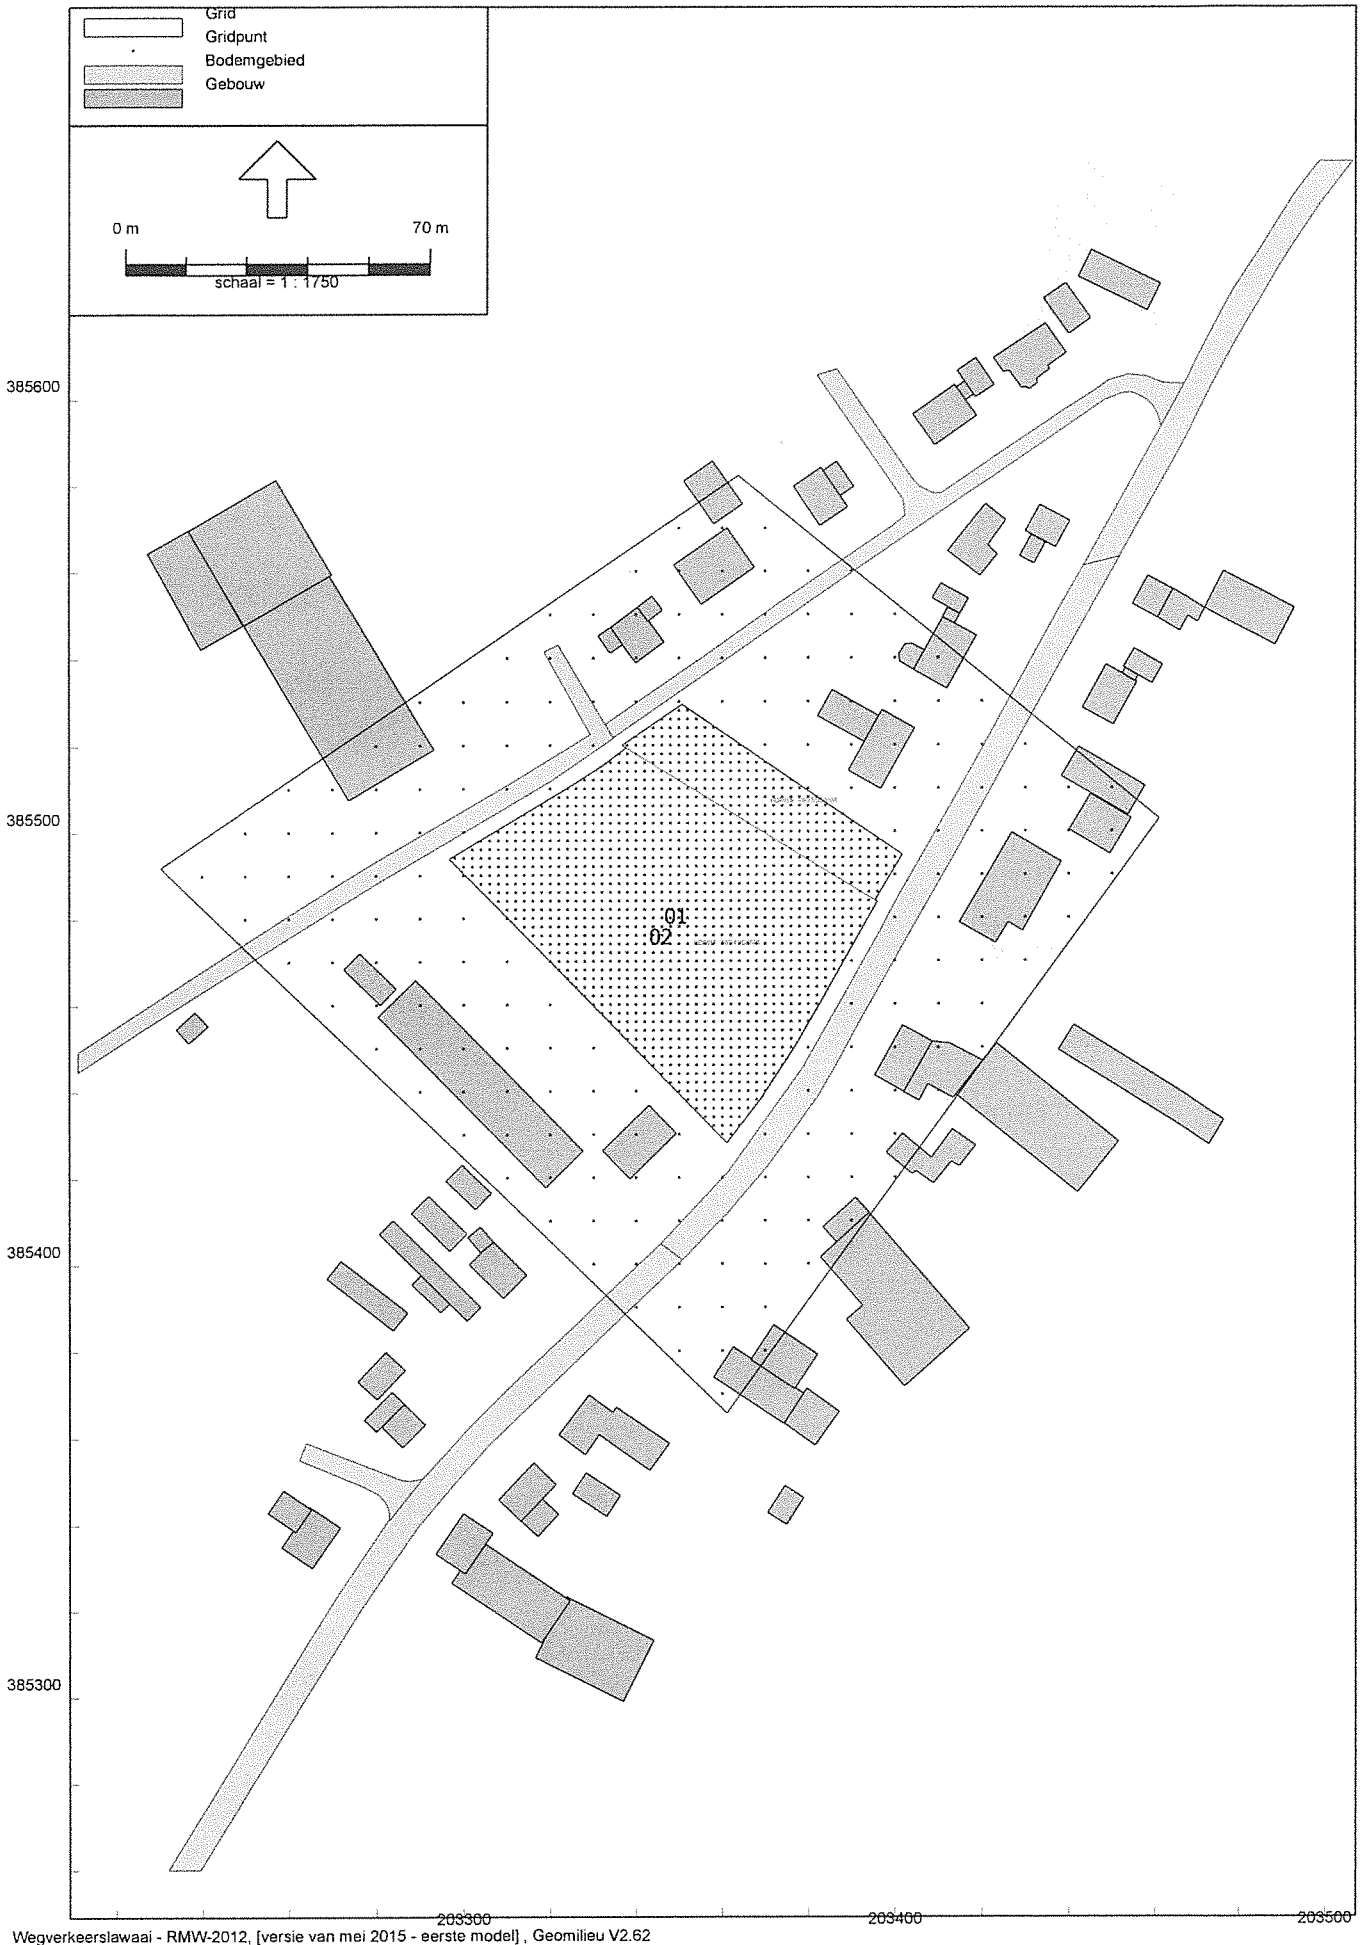 Grid
Gridpunt
Bodemgebied
Gebouw
0 m 70 m
schaal = 1 : 1750
385600
385500
01
02
385400
385300
203300 203400 203500
Wegverkeerslawaai - RMW-2012, [versie van mei 2015 - eerste model] , Geomilieu V2.62